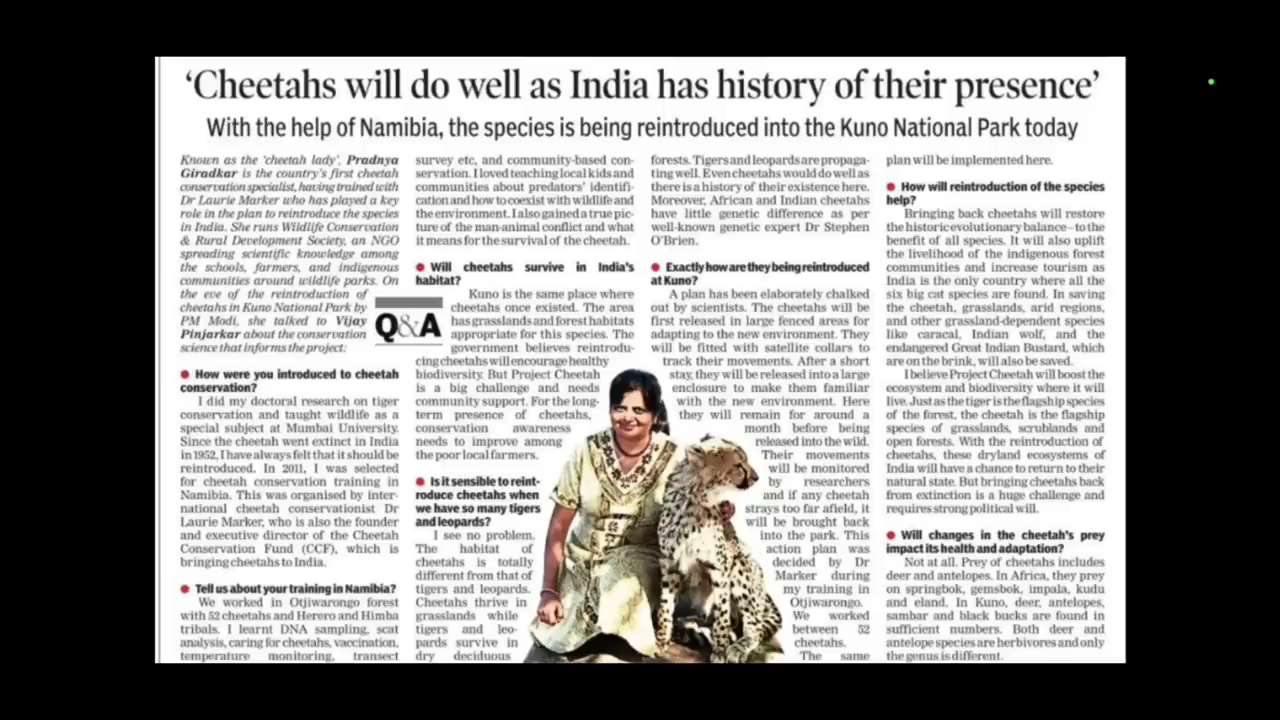 ‘Cheetahs will do well as India has history of their presence’
With the help of Namibia, the species is being reintroduced into the Kuno National Park today
Known as the ‘cheetah lady’, Pradnya
Giradkar is the country’s first cheetah
conservation specialist, having trained with
Dr Laurie Marker who has played a key
role in the plan to reintroduce the species
in India. She runs Wildlife Conservation
& Rural Development Society, an NGO
spreading scientific knowledge among
the schools, farmers, and indigenous
communities around wildlife parks. On
the eve of the reintroduction of
cheetahs in Kuno National Park by
PM Modi, she talked to Vijay
Pinjarkar about the conservation
science that informs the project:
Q&A
● How were you introduced to cheetah
conservation?
I did my doctoral research on tiger
conservation and taught wildlife as a
special subject at Mumbai University.
Since the cheetah went extinct in India
in 1952, I have always felt that it should be
reintroduced. In 2011, I was selected
for cheetah conservation training in
Namibia. This was organised by inter-
national cheetah conservationist Dr
Laurie Marker, who is also the founder
and executive director of the Cheetah
Conservation Fund (CCF), which is
bringing cheetahs to India.
● Tell us about your training in Namibia?
We worked in Otjiwarongo forest
with 52 cheetahs and Herero and Himba
tribals. I learnt DNA sampling, scat
analysis, caring for cheetahs, vaccination,
temperature monitoring, transect
survey etc, and community-based con-
servation. I loved teaching local kids and
communities about predators’ identifi-
cation and how to coexist with wildlife and
the environment. I also gained a true pic-
ture of the man-animal conflict and what
it means for the survival of the cheetah.
● Will cheetahs survive in India’s
habitat?
Kuno is the same place where
cheetahs once existed. The area
has grasslands and forest habitats
appropriate for this species. The
government believes reintrodu-
cing cheetahs will encourage healthy
biodiversity. But Project Cheetah
is a big challenge and needs
community support. For the long-
term presence of cheetahs,
conservation awareness
needs to improve among
the poor local farmers.
● Is it sensible to reint-
roduce cheetahs when
we have so many tigers
and leopards?
I see no problem.
The habitat of
cheetahs is totally
different from that of
tigers and leopards.
Cheetahs thrive in
grasslands while
tigers and leo-
pards survive in
dry deciduous
forests. Tigers and leopards are propaga-
ting well. Even cheetahs would do well as
there is a history of their existence here.
Moreover, African and Indian cheetahs
have little genetic difference as per
well-known genetic expert Dr Stephen
O’Brien.
● Exactly how are they being reintroduced
at Kuno?
A plan has been elaborately chalked
out by scientists. The cheetahs will be
first released in large fenced areas for
adapting to the new environment. They
will be fitted with satellite collars to
track their movements. After a short
stay, they will be released into a large
enclosure to make them familiar
with the new environment. Here
they will remain for around a
month before being
released into the wild.
Their movements
will be monitored
by researchers
and if any cheetah
strays too far afield, it
will be brought back
into the park. This
action plan was
decided by Dr
Marker during
my training in
Otjiwarongo.
We worked
between 52
cheetahs.
The same
plan will be implemented here.
● How will reintroduction of the species
help?
Bringing back cheetahs will restore
the historic evolutionary balance – to the
benefit of all species. It will also uplift
the livelihood of the indigenous forest
communities and increase tourism as
India is the only country where all the
six big cat species are found. In saving
the cheetah, grasslands, arid regions,
and other grassland-dependent species
like caracal, Indian wolf, and the
endangered Great Indian Bustard, which
are on the brink, will also be saved.
I believe Project Cheetah will boost the
ecosystem and biodiversity where it will
live. Just as the tiger is the flagship species
of the forest, the cheetah is the flagship
species of grasslands, scrublands and
open forests. With the reintroduction of
cheetahs, these dryland ecosystems of
India will have a chance to return to their
natural state. But bringing cheetahs back
from extinction is a huge challenge and
requires strong political will.
● Will changes in the cheetah’s prey
impact its health and adaptation?
Not at all. Prey of cheetahs includes
deer and antelopes. In Africa, they prey
on springbok, gemsbok, impala, kudu
and eland. In Kuno, deer, antelopes,
sambar and black bucks are found in
sufficient numbers. Both deer and
antelope species are herbivores and only
the genus is different.